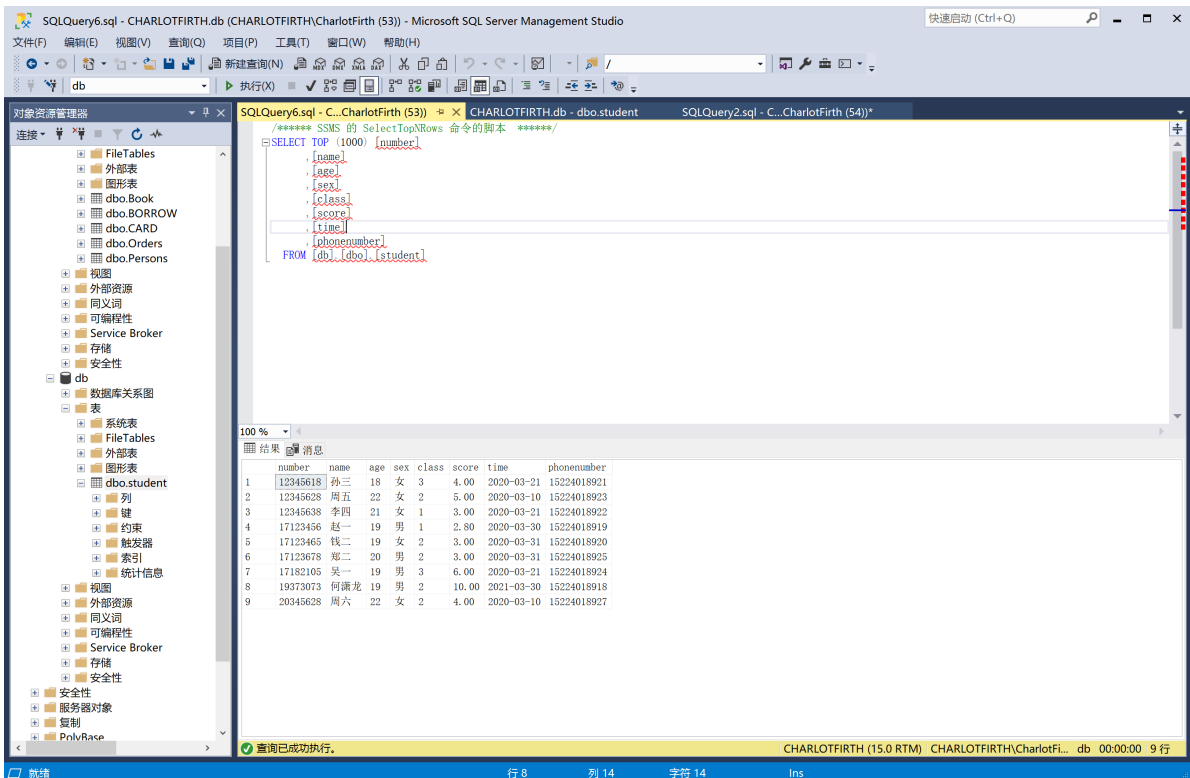 SQLQuery6.sql - CHARLOTFIRTH.db (CHARLOTFIRTH\CharlotFirth (53)) - Microsoft SQL Server Management Studio
快速启动 (Ctrl+Q)
文件(F) 编辑(E) 视图(V) 查询(Q) 项目(P) 工具(T) 窗口(W) 帮助(H)
新建查询(N) /
db 执行(X)
对象资源管理器
连接
FileTables
外部表
图形表
dbo.Book
dbo.BORROW
dbo.CARD
dbo.Orders
dbo.Persons
视图
外部资源
同义词
可编程性
Service Broker
存储
安全性
db
数据库关系图
表
系统表
FileTables
外部表
图形表
dbo.student
列
键
约束
触发器
索引
统计信息
视图
外部资源
同义词
可编程性
Service Broker
存储
安全性
安全性
服务器对象
复制
PolyBase
SQLQuery6.sql - C...CharlotFirth (53)) CHARLOTFIRTH.db - dbo.student SQLQuery2.sql - C...CharlotFirth (54))*
/****** SSMS 的 SelectTopNRows 命令的脚本 ******/
SELECT TOP (1000) [number]
,[name]
,[age]
,[sex]
,[class]
,[score]
,[time]
,[phonenumber]
FROM [db].[dbo].[student]
100 %
结果 消息
number name age sex class score time phonenumber
1 12345618 孙三 18 女 3 4.00 2020-03-21 15224018921
2 12345628 周五 22 女 2 5.00 2020-03-10 15224018923
3 12345638 李四 21 女 1 3.00 2020-03-21 15224018922
4 17123456 赵一 19 男 1 2.80 2020-03-30 15224018919
5 17123465 钱二 19 女 2 3.00 2020-03-31 15224018920
6 17123678 郑二 20 男 2 3.00 2020-03-31 15224018925
7 17182105 吴一 19 男 3 6.00 2020-03-21 15224018924
8 19373073 何潇龙 19 男 2 10.00 2021-03-30 15224018918
9 20345628 周六 22 女 2 4.00 2020-03-10 15224018927
查询已成功执行。 CHARLOTFIRTH (15.0 RTM) CHARLOTFIRTH\CharlotFi... db 00:00:00 9 行
就绪 行 8 列 14 字符 14 Ins